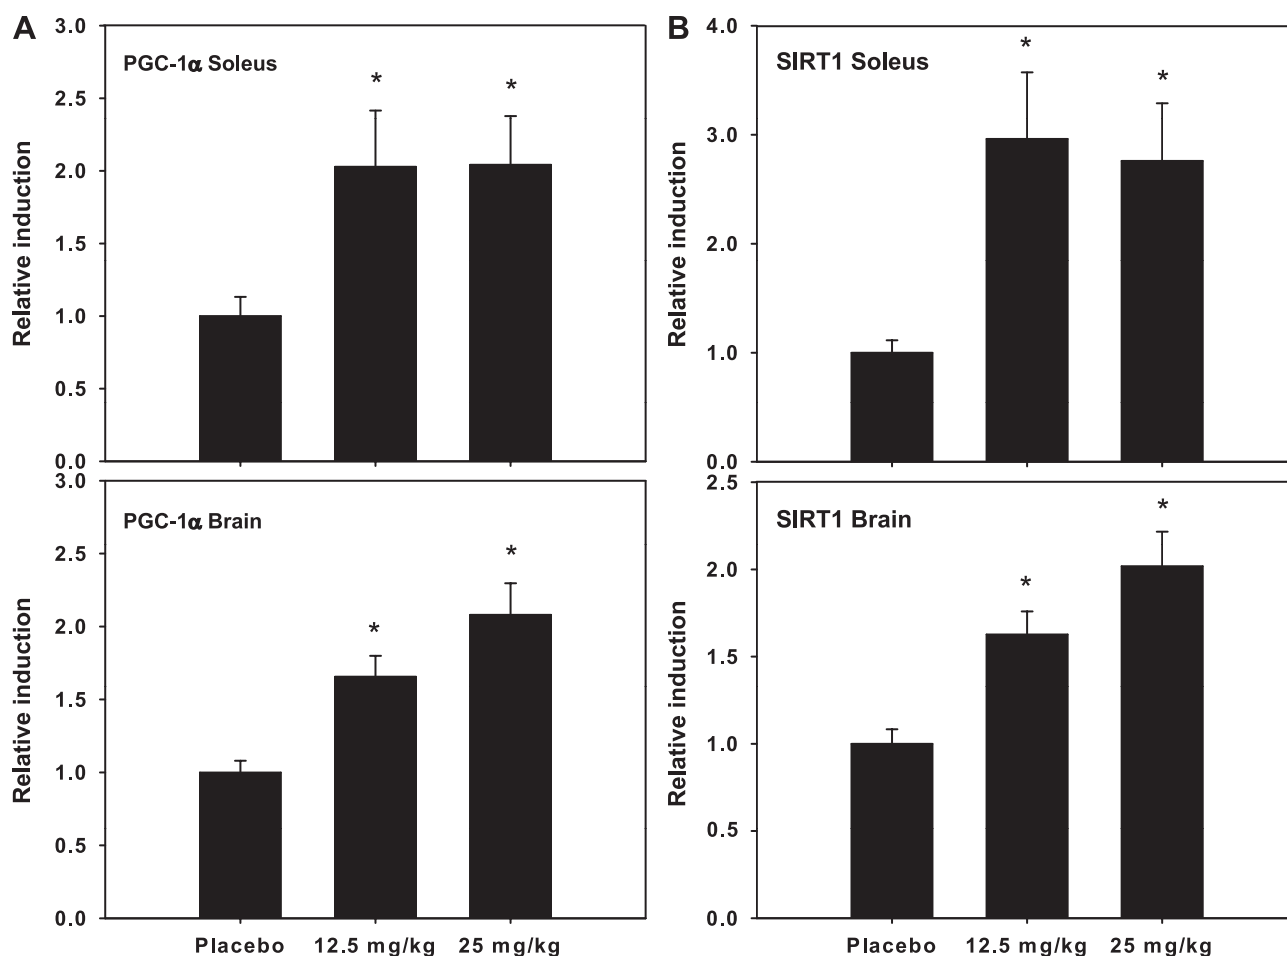 A
PGC-1α Soleus
Relative induction
3.0
2.5
2.0
1.5
1.0
0.5
0.0
*
*
B
SIRT1 Soleus
Relative induction
4.0
3.0
2.0
1.0
0.0
*
*
PGC-1α Brain
Relative induction
3.0
2.5
2.0
1.5
1.0
0.5
0.0
*
*
Placebo 12.5 mg/kg 25 mg/kg
SIRT1 Brain
Relative induction
2.5
2.0
1.5
1.0
0.5
0.0
*
*
Placebo 12.5 mg/kg 25 mg/kg